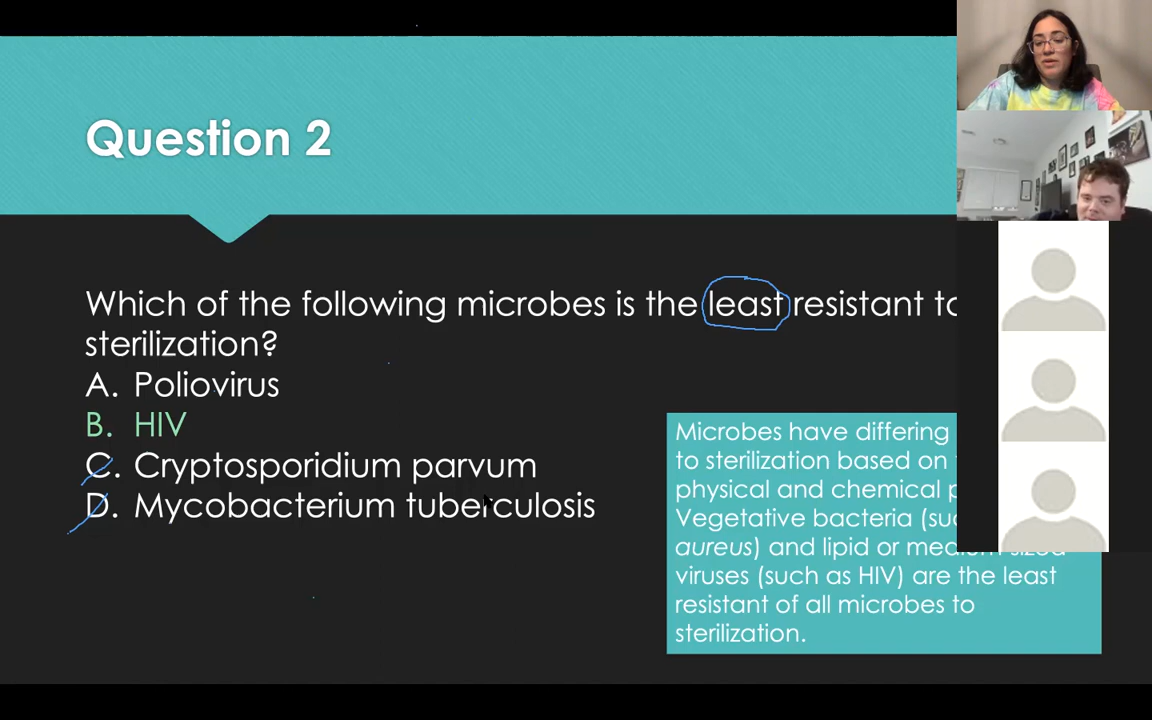 Question 2
Which of the following microbes is the least resistant to
sterilization?
A. Poliovirus
B. HIV
C. Cryptosporidium parvum
D. Mycobacterium tuberculosis
Microbes have differing
to sterilization based on
physical and chemical
Vegetative bacteria
aureus) and lipid or medium sized
viruses (such as HIV) are the least
resistant of all microbes to
sterilization.